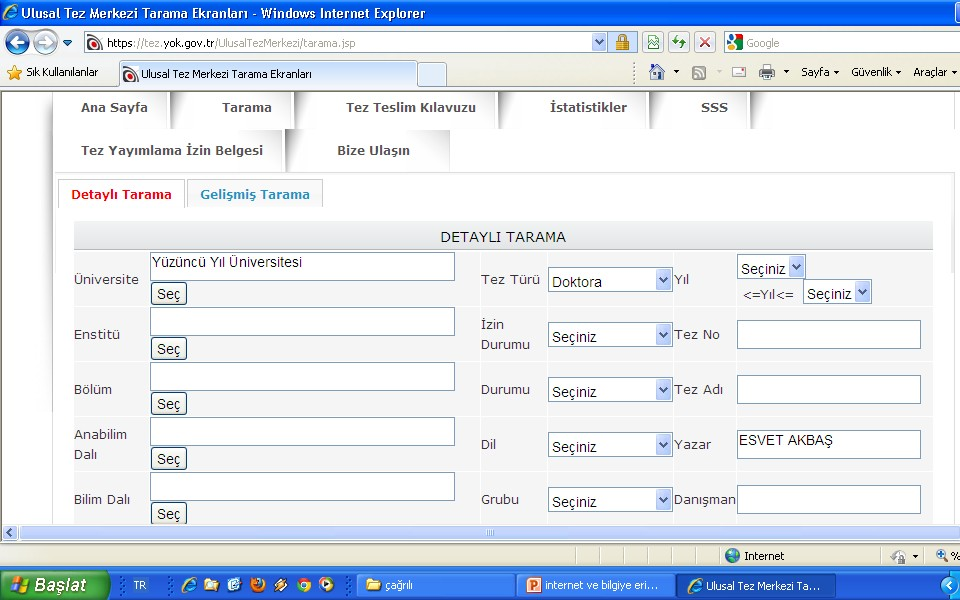 Ulusal Tez Merkezi Tarama Ekranları - Windows Internet Explorer
https://tez.yok.gov.tr/UlusalTezMerkezi/tarama.jsp
Google
Sık Kullanılanlar
Ulusal Tez Merkezi Tarama Ekranları
Sayfa
Güvenlik
Araçlar
Ana Sayfa
Tarama
Tez Teslim Kılavuzu
İstatistikler
SSS
Tez Yayımlama İzin Belgesi
Bize Ulaşın
Detaylı Tarama
Gelişmiş Tarama
DETAYLI TARAMA
Üniversite
Yüzüncü Yıl Üniversitesi
Seç
Tez Türü
Doktora
Yıl
Seçiniz
<=Yıl<=
Seçiniz
Enstitü
Seç
İzin
Durumu
Seçiniz
Tez No
Bölüm
Seç
Durumu
Seçiniz
Tez Adı
Anabilim
Dalı
Seç
Dil
Seçiniz
Yazar
ESVET AKBAŞ
Bilim Dalı
Seç
Grubu
Seçiniz
Danışman
Internet
%
Başlat
TR
çağrılı
internet ve bilgiye eri...
Ulusal Tez Merkezi Ta...